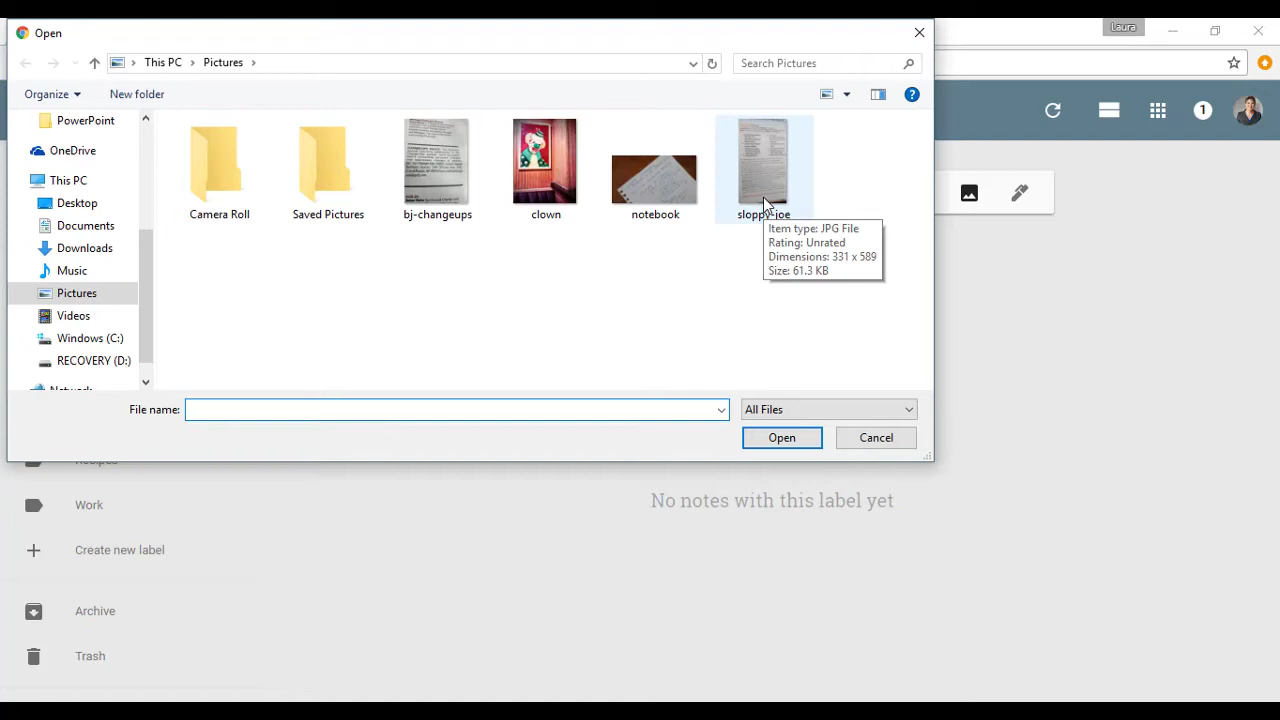 Open
Laura
This PC
Pictures
Search Pictures
Organize
New folder
1
PowerPoint
OneDrive
This PC
Desktop
Documents
Downloads
Music
Pictures
Videos
Windows (C:)
RECOVERY (D:)
Network
Camera Roll
Saved Pictures
bj-changeups
clown
notebook
sloppy-joe
Item type: JPG File
Rating: Unrated
Dimensions: 331 x 589
Size: 61.3 KB
File name:
All Files
Open
Cancel
Recipes
Work
Create new label
Archive
Trash
No notes with this label yet